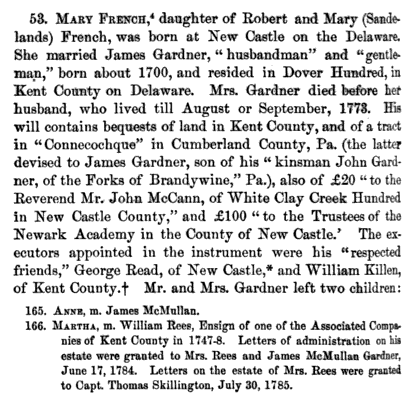 53. MARY FRENCH,⁴ daughter of Robert and Mary (Sande-
lands) French, was born at New Castle on the Delaware.
She married James Gardner, "husbandman" and "gentle-
man," born about 1700, and resided in Dover Hundred, in
Kent County on Delaware. Mrs. Gardner died before her
husband, who lived till August or September, 1773. His
will contains bequests of land in Kent County, and of a tract
in "Connecochque" in Cumberland County, Pa. (the latter
devised to James Gardner, son of his "kinsman John Gard-
ner, of the Forks of Brandywine," Pa.), also of £20 "to the
Reverend Mr. John McCann, of White Clay Creek Hundred
in New Castle County," and £100 "to the Trustees of the
Newark Academy in the County of New Castle.' The ex-
ecutors appointed in the instrument were his "respected
friends," George Read, of New Castle,* and William Killen,
of Kent County.† Mr. and Mrs. Gardner left two children:
165. ANNE, m. James McMullan.
166. MARTHA, m. William Rees, Ensign of one of the Associated Compa-
nies of Kent County in 1747-8. Letters of administration on his
estate were granted to Mrs. Rees and James McMullan Gardner,
June 17, 1784. Letters on the estate of Mrs. Rees were granted
to Capt. Thomas Skillington, July 30, 1785.